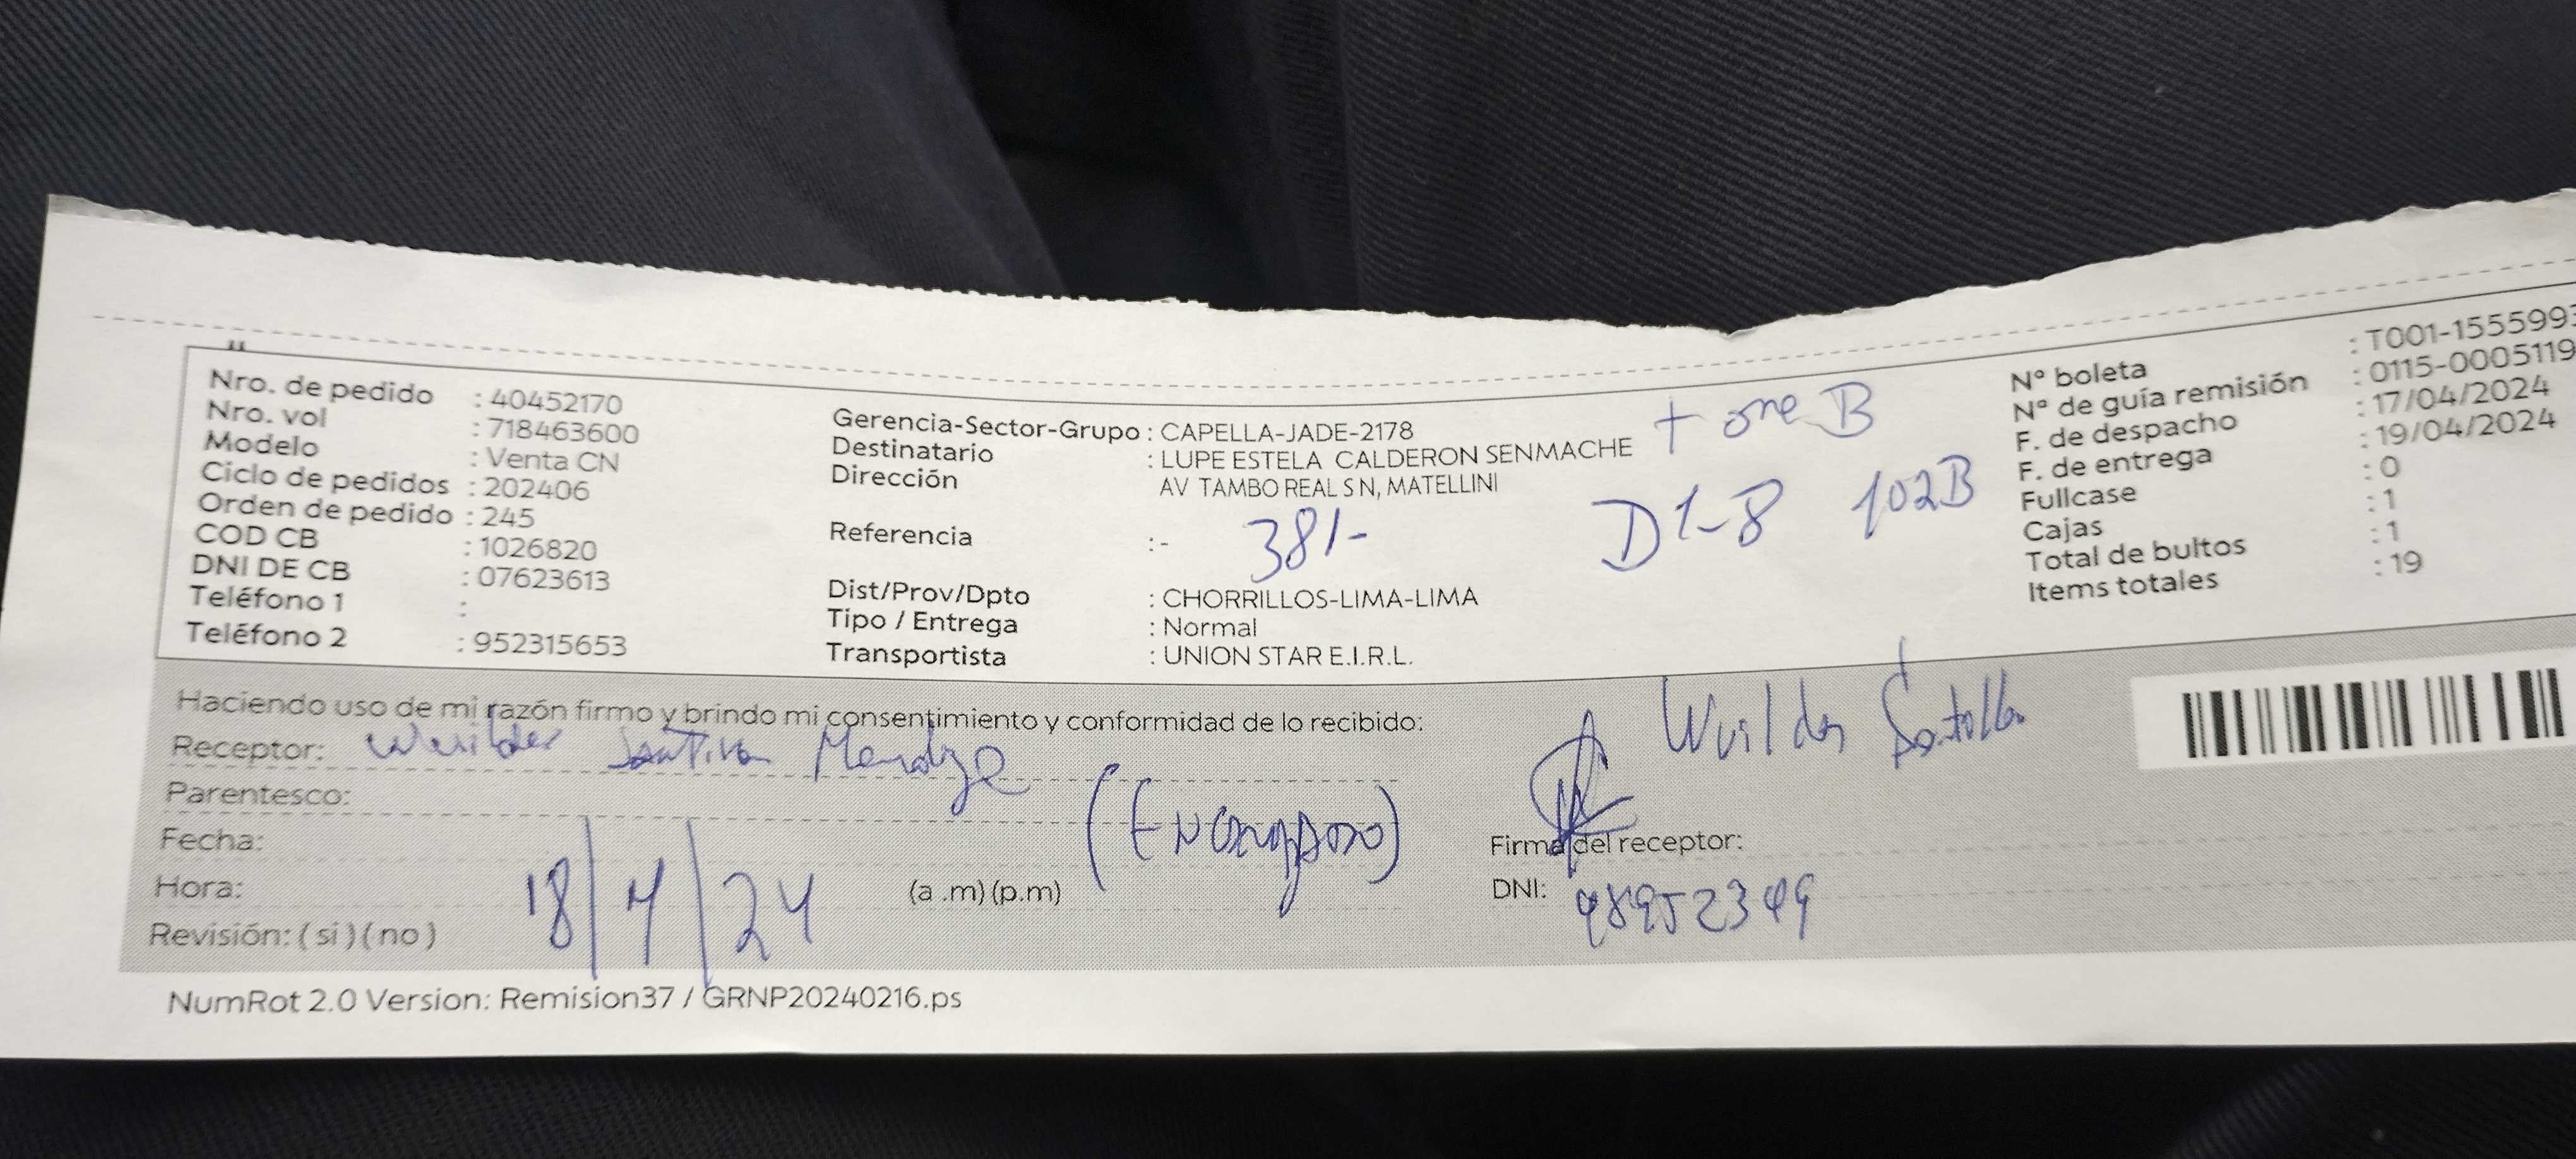 Nro. de pedido : 40452170
Nro. vol : 718463600
Modelo : Venta CN
Ciclo de pedidos : 202406
Orden de pedido : 245
COD CB : 1026820
DNI DE CB : 07623613
Teléfono 1 :
Teléfono 2 : 952315653
Gerencia-Sector-Grupo : CAPELLA-JADE-2178
Destinatario : LUPE ESTELA CALDERON SENMACHE
Dirección AV TAMBO REAL S N, MATELLINI
Referencia : -
381-
Dist/Prov/Dpto : CHORRILLOS-LIMA-LIMA
Tipo / Entrega : Normal
Transportista : UNION STAR E.I.R.L.
D1-8 102B
N° boleta : T001-155599
N° de guía remisión : 0115-0005119
F. de despacho : 17/04/2024
F. de entrega : 19/04/2024
Fullcase : 0
Cajas : 1
Total de bultos : 1
Items totales : 19
Haciendo uso de mi razón firmo y brindo mi consentimiento y conformidad de lo recibido:
Receptor:
Parentesco:
Fecha:
Hora: 18/4/24 (a .m) (p.m)
Revisión: ( si ) ( no )
Firma del receptor:
DNI:
NumRot 2.0 Version: Remision37 / GRNP20240216.ps